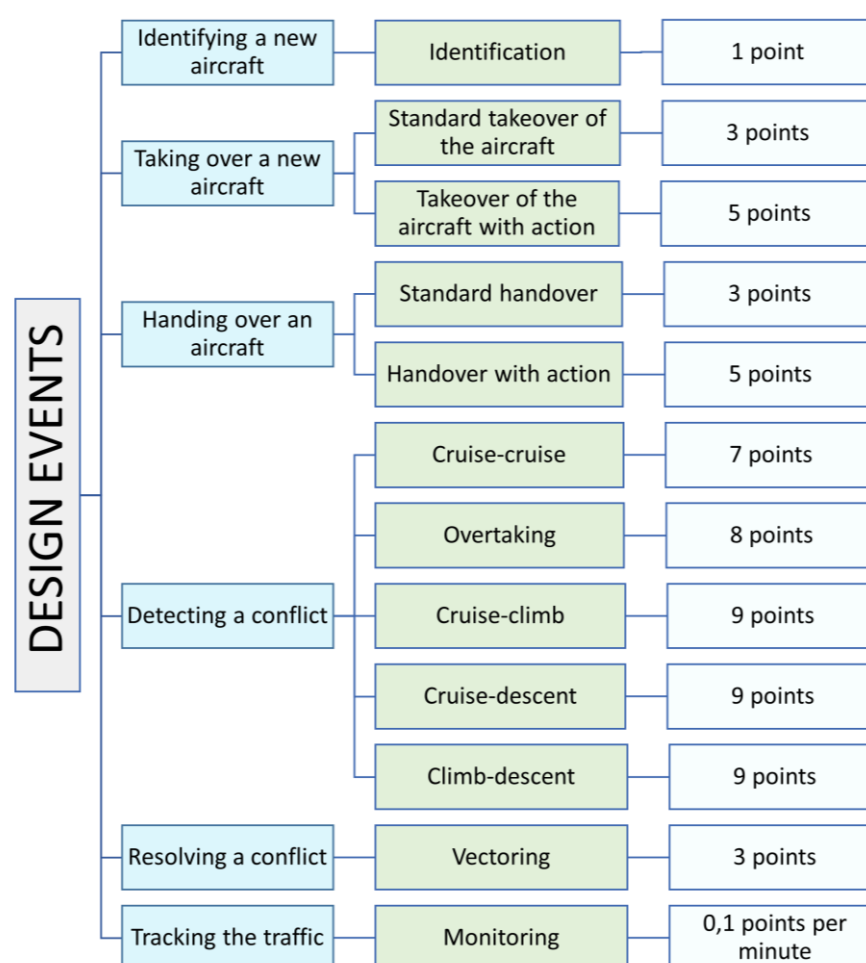 DESIGN EVENTS
Identifying a new
aircraft
Identification
1 point
Taking over a new
aircraft
Standard takeover of
the aircraft
3 points
Takeover of the
aircraft with action
5 points
Handing over an
aircraft
Standard handover
3 points
Handover with action
5 points
Detecting a conflict
Cruise-cruise
7 points
Overtaking
8 points
Cruise-climb
9 points
Cruise-descent
9 points
Climb-descent
9 points
Resolving a conflict
Vectoring
3 points
Tracking the traffic
Monitoring
0,1 points per
minute